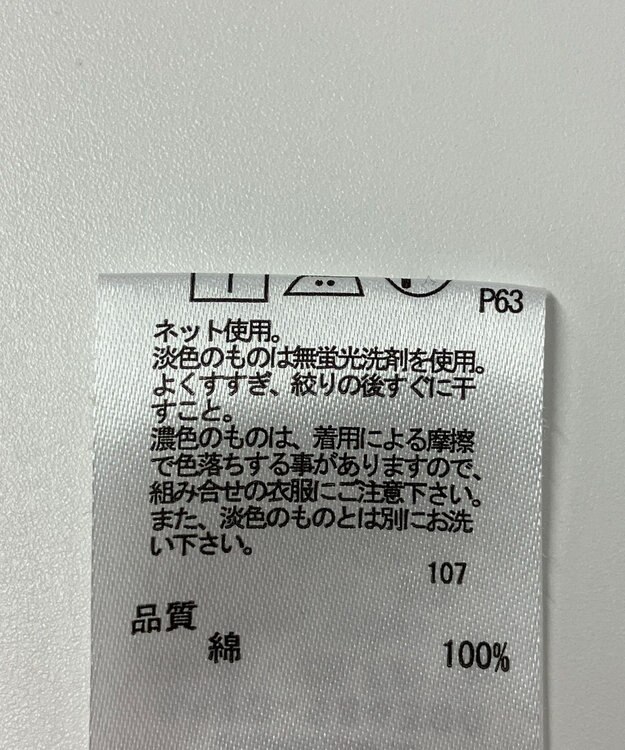 P63
ネット使用。
淡色のものは無蛍光洗剤を使用。
よくすすぎ、絞りの後すぐに干
すこと。
濃色のものは、着用による摩擦
で色落ちする事がありますので、
組み合せの衣服にご注意下さい。
また、淡色のものとは別にお洗
い下さい。
107
品質
綿 100%